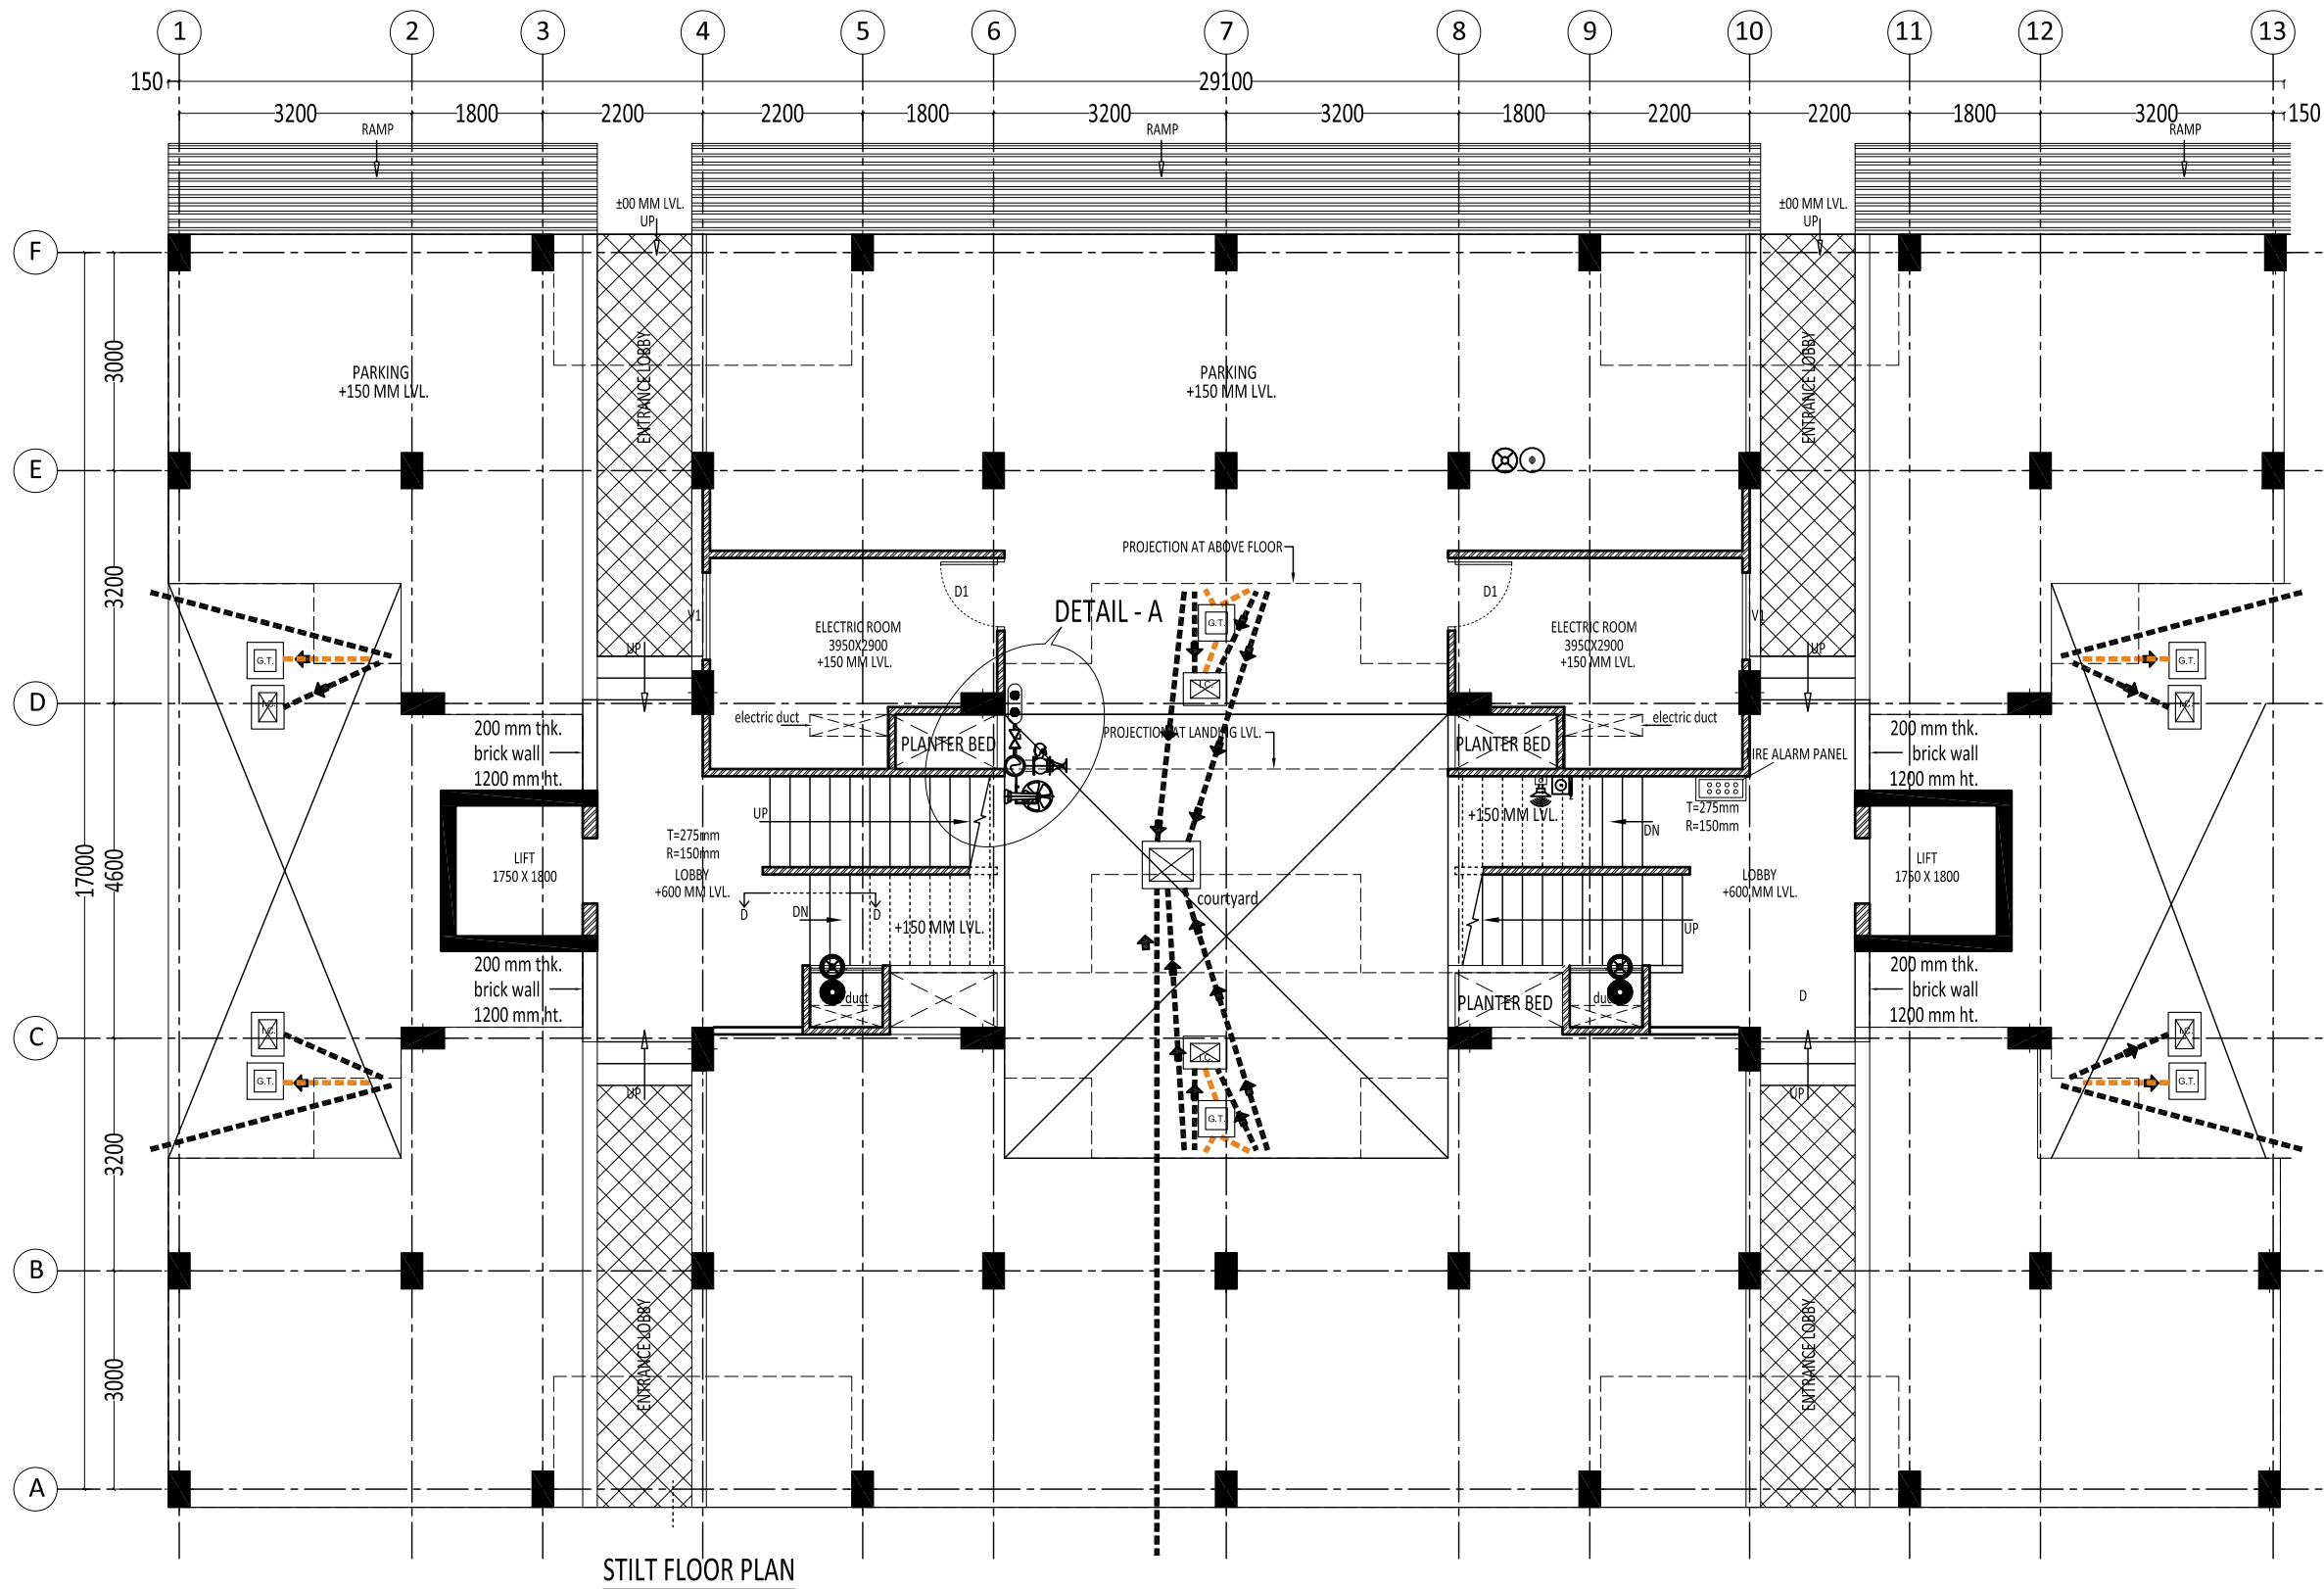 1 2 3 4 5 6 7 8 9 10 11 12 13
150 29100
3200 1800 2200 2200 1800 3200 3200 1800 2200 2200 1800 3200 150
RAMP RAMP RAMP
±00 MM LVL. ±00 MM LVL.
UP UP
F
ENTRANCE LOBBY ENTRANCE LOBBY
3000
PARKING PARKING
+150 MM LVL. +150 MM LVL.
E
PROJECTION AT ABOVE FLOOR
3200
D1 D1
DETAIL - A
V1 V1
ELECTRIC ROOM ELECTRIC ROOM
3950X2900 3950X2900
+150 MM LVL. +150 MM LVL.
G.T. G.T. G.T.
UP UP
I.C. I.C. I.C.
D
electric duct electric duct
200 mm thk. 200 mm thk.
brick wall brick wall
1200 mm ht. 1200 mm ht.
PLANTER BED PLANTER BED
PROJECTION AT LANDING LVL.
IRE ALARM PANEL
UP +150 MM LVL. DN
T=275mm T=275mm
R=150mm R=150mm
17000 4600
LIFT LIFT
1750 X 1800 1750 X 1800
LOBBY LOBBY
+600 MM LVL. +600 MM LVL.
courtyard
D D
DN UP
+150 MM LVL.
200 mm thk. 200 mm thk.
brick wall brick wall
1200 mm ht. 1200 mm ht.
duct PLANTER BED duct D
C
I.C. I.C. I.C.
G.T. G.T. G.T.
UP UP
3200
B
ENTRANCE LOBBY ENTRANCE LOBBY
3000
A
STILT FLOOR PLAN